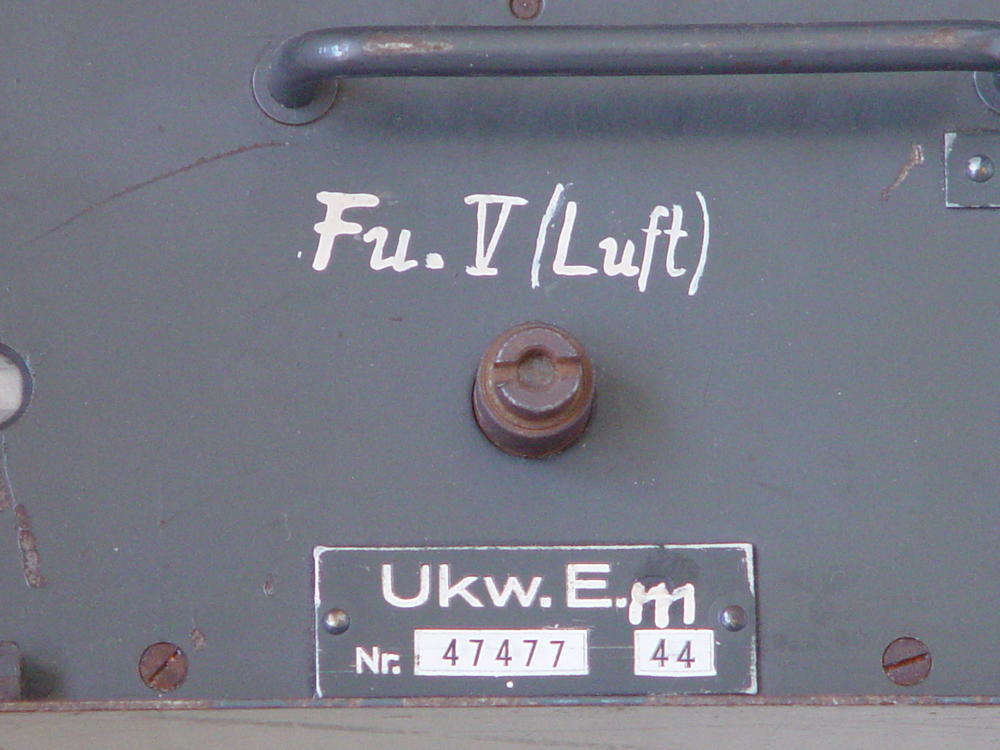 Fu. V (Luft)
Ukw. E. m
Nr. 47477 44